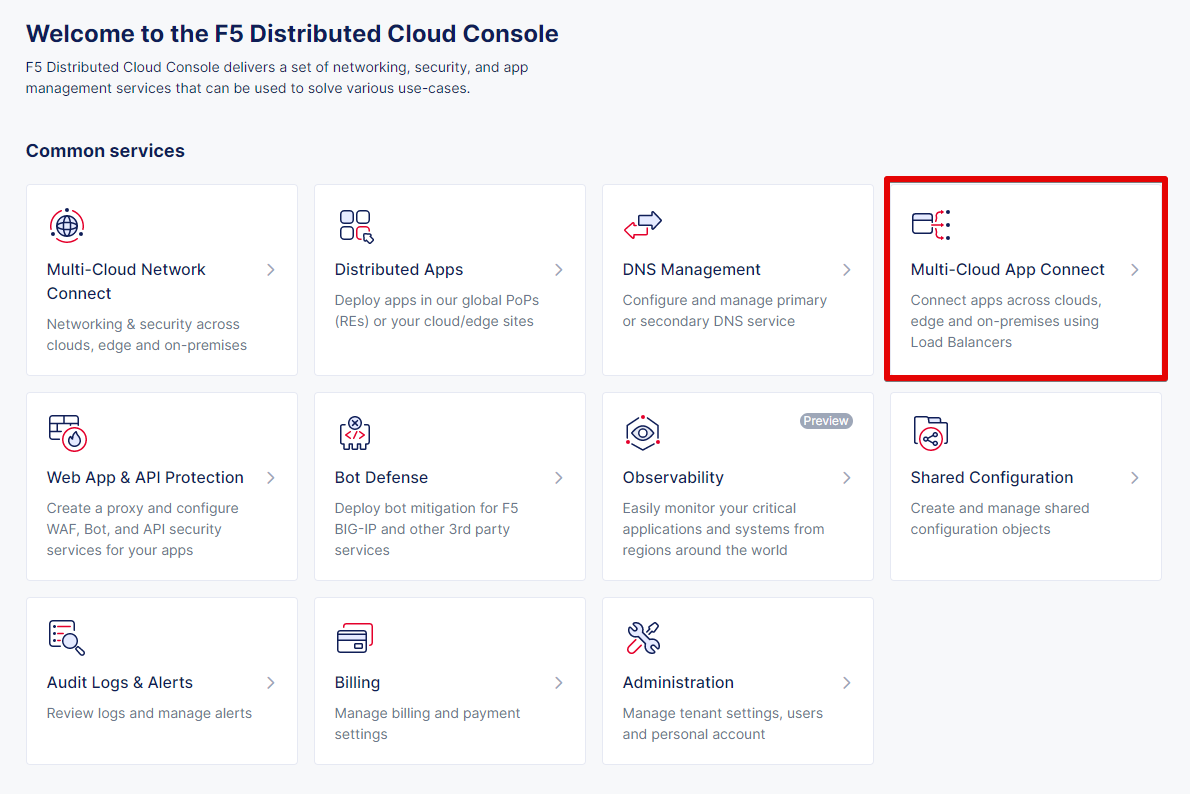 Welcome to the F5 Distributed Cloud Console
F5 Distributed Cloud Console delivers a set of networking, security, and app
management services that can be used to solve various use-cases.
Common services
Multi-Cloud Network
Connect
Networking & security across
clouds, edge and on-premises
Distributed Apps
Deploy apps in our global PoPs
(REs) or your cloud/edge sites
DNS Management
Configure and manage primary
or secondary DNS service
Multi-Cloud App Connect
Connect apps across clouds,
edge and on-premises using
Load Balancers
Web App & API Protection
Create a proxy and configure
WAF, Bot, and API security
services for your apps
Bot Defense
Deploy bot mitigation for F5
BIG-IP and other 3rd party
services
Preview
Observability
Easily monitor your critical
applications and systems from
regions around the world
Shared Configuration
Create and manage shared
configuration objects
Audit Logs & Alerts
Review logs and manage alerts
Billing
Manage billing and payment
settings
Administration
Manage tenant settings, users
and personal account